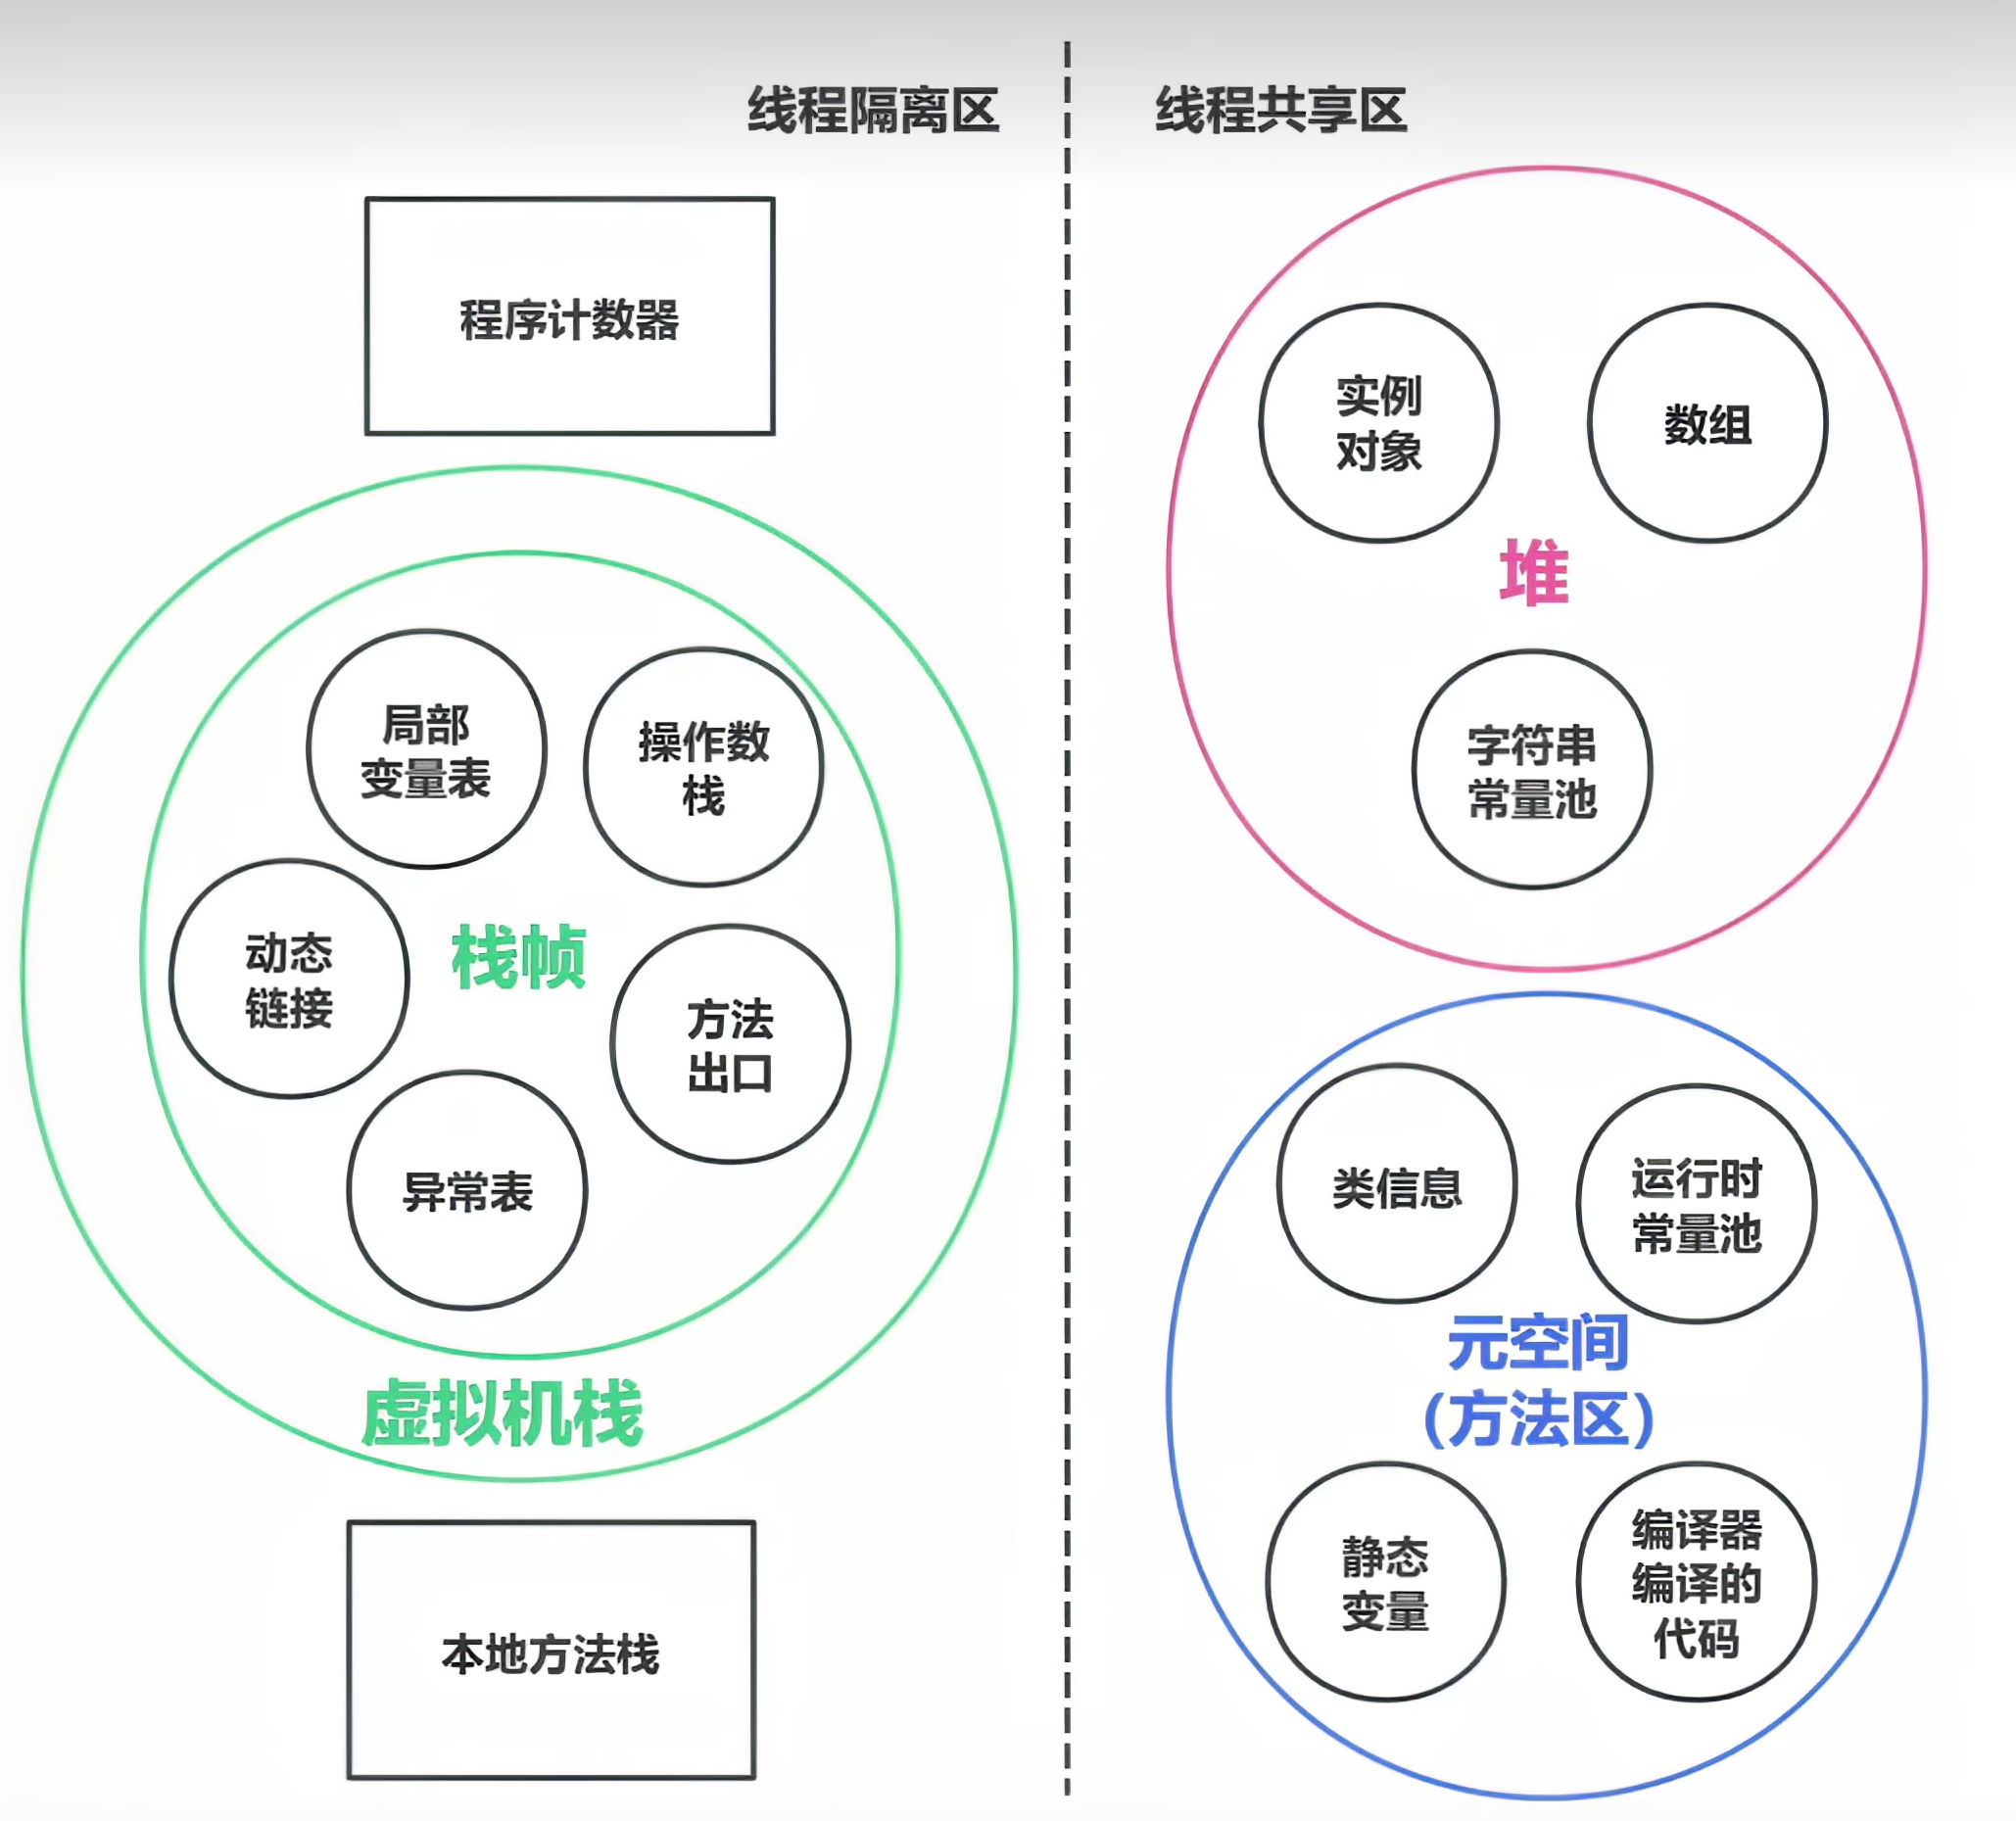 线程隔离区
程序计数器
局部
变量表
操作数
栈
动态
链接
栈帧
方法
出口
异常表
虚拟机栈
本地方法栈
线程共享区
实例
对象
数组
堆
字符串
常量池
类信息
运行时
常量池
元空间
(方法区)
静态
变量
编译器
编译的
代码